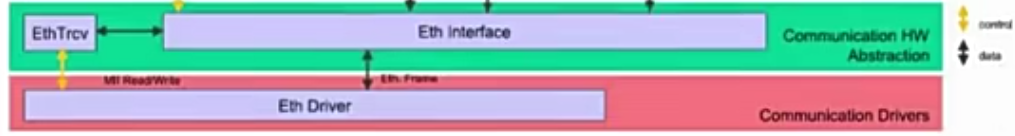 EthTrcv
Eth Interface
Communication HW
Abstraction
control
data
MII Read/Write
Eth. Frame
Eth Driver
Communication Drivers